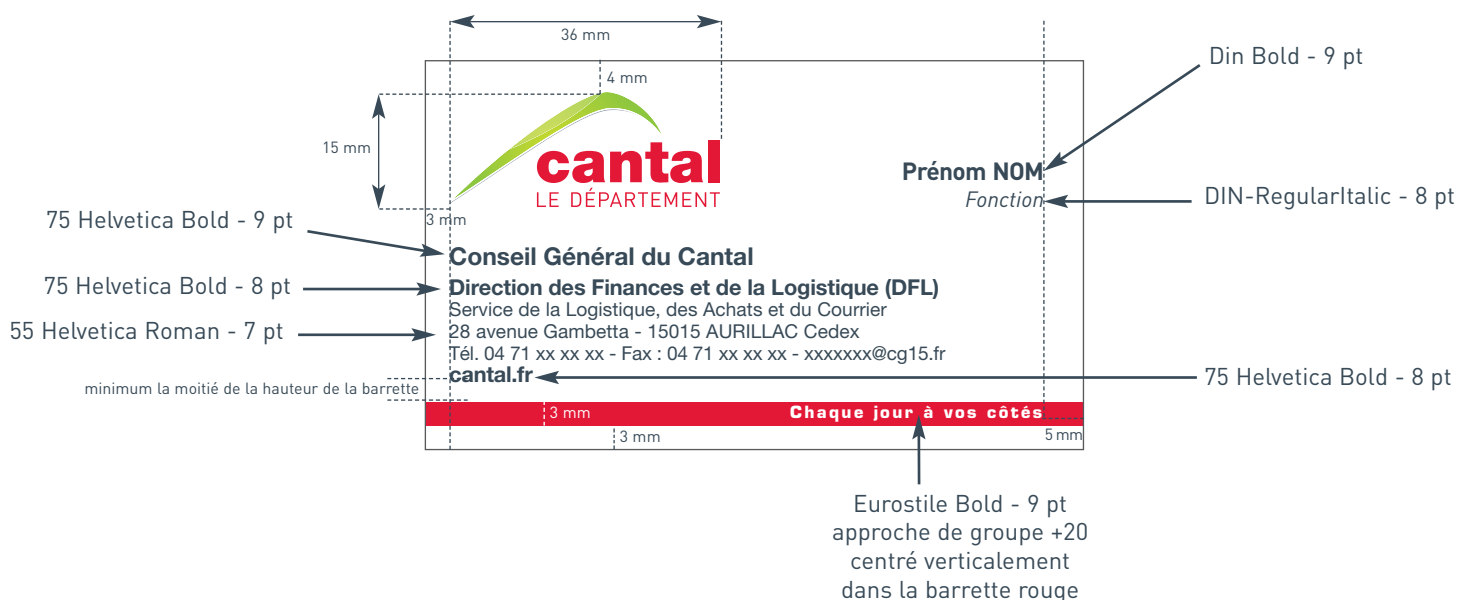 36 mm
Din Bold - 9 pt
4 mm
15 mm
cantal
LE DÉPARTEMENT
Prénom NOM
Fonction
DIN-RegularItalic - 8 pt
3 mm
75 Helvetica Bold - 9 pt
Conseil Général du Cantal
75 Helvetica Bold - 8 pt
Direction des Finances et de la Logistique (DFL)
Service de la Logistique, des Achats et du Courrier
55 Helvetica Roman - 7 pt
28 avenue Gambetta - 15015 AURILLAC Cedex
Tél. 04 71 xx xx xx - Fax : 04 71 xx xx xx - xxxxxxx@cg15.fr
cantal.fr
75 Helvetica Bold - 8 pt
minimum la moitié de la hauteur de la barrette
3 mm
Chaque jour à vos côtés
3 mm
5 mm
Eurostile Bold - 9 pt
approche de groupe +20
centré verticalement
dans la barrette rouge